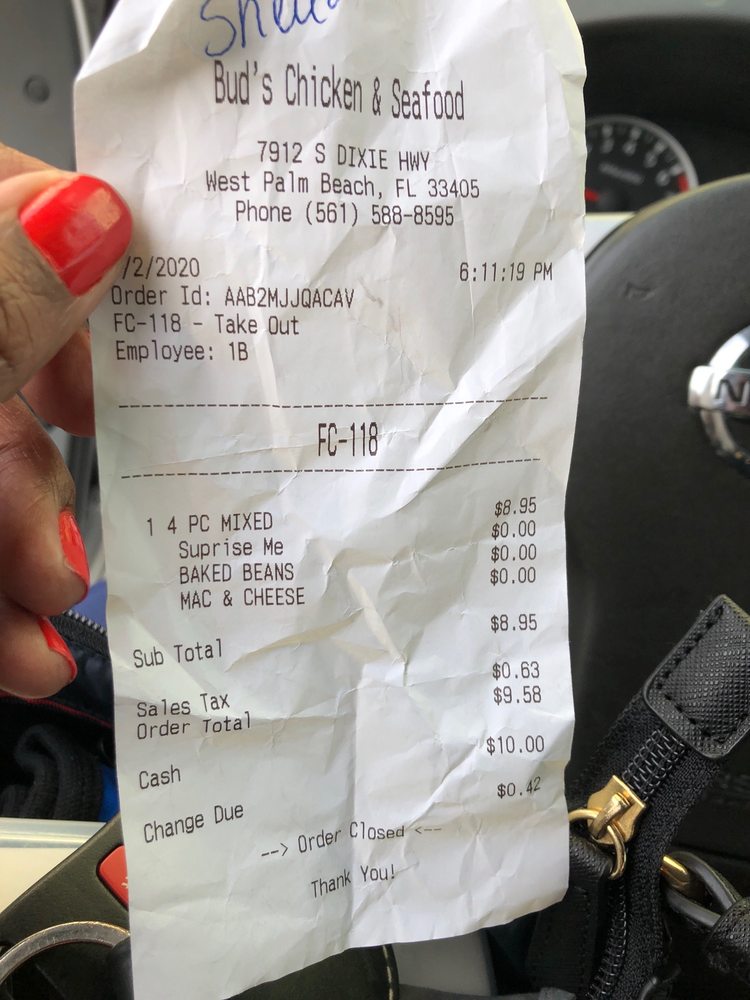 Bud's Chicken & Seafood
7912 S DIXIE HWY
West Palm Beach, FL 33405
Phone (561) 588-8595
/2/2020 6:11:19 PM
Order Id: AAB2MJJQACAV
FC-118 - Take Out
Employee: 1B
FC-118
1 4 PC MIXED $8.95
Suprise Me $0.00
BAKED BEANS $0.00
MAC & CHEESE $0.00
Sub Total $8.95
Sales Tax $0.63
Order Total $9.58
Cash $10.00
Change Due $0.42
--> Order Closed <--
Thank You!